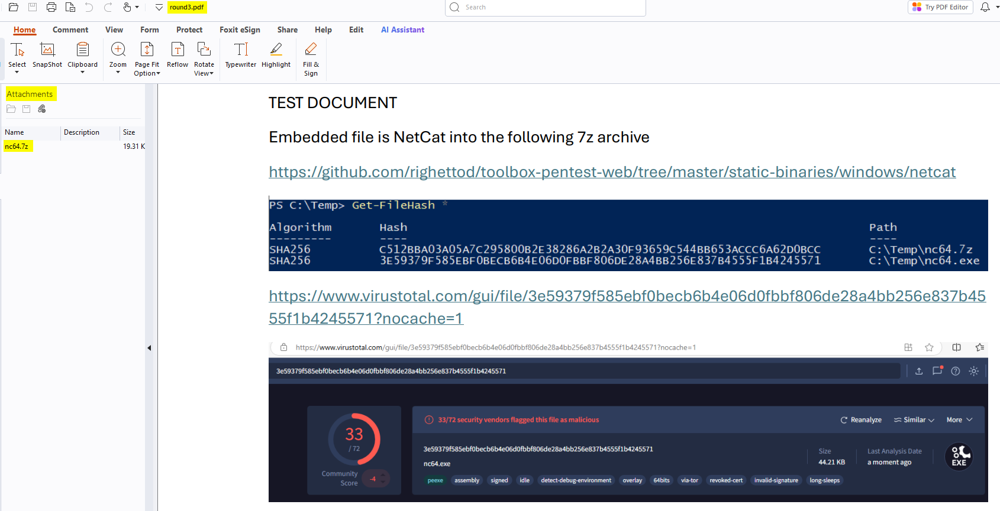 round3.pdf
Search
Try PDF Editor
Home Comment View Form Protect Foxit eSign Share Help Edit AI Assistant
Select SnapShot Clipboard Zoom Page Fit Option Reflow Rotate View Typewriter Highlight Fill & Sign
Attachments
Name Description Size
nc64.7z 19.31 K
TEST DOCUMENT
Embedded file is NetCat into the following 7z archive
https://github.com/righettod/toolbox-pentest-web/tree/master/static-binaries/windows/netcat
PS C:\Temp> Get-FileHash *
Algorithm Hash Path
--------- ---- ----
SHA256 C512BBA03A05A7C295800B2E38286A2B2A30F93659C544BB653ACCC6A62D0BCC C:\Temp\nc64.7z
SHA256 3E59379F585EBF0BECB6B4E06D0FBBF806DE28A4BB256E837B4555F1B4245571 C:\Temp\nc64.exe
https://www.virustotal.com/gui/file/3e59379f585ebf0becb6b4e06d0fbbf806de28a4bb256e837b45
55f1b4245571?nocache=1
https://www.virustotal.com/gui/file/3e59379f585ebf0becb6b4e06d0fbbf806de28a4bb256e837b4555f1b4245571?nocache=1
3e59379f585ebf0becb6b4e06d0fbbf806de28a4bb256e837b4555f1b4245571
33
/ 72
Community
Score
-4
33/72 security vendors flagged this file as malicious
Reanalyze Similar More
3e59379f585ebf0becb6b4e06d0fbbf806de28a4bb256e837b4555f1b4245571
nc64.exe
Size
44.21 KB
Last Analysis Date
a moment ago
EXE
peexe assembly signed idle detect-debug-environment overlay 64bits via-tor revoked-cert invalid-signature long-sleeps